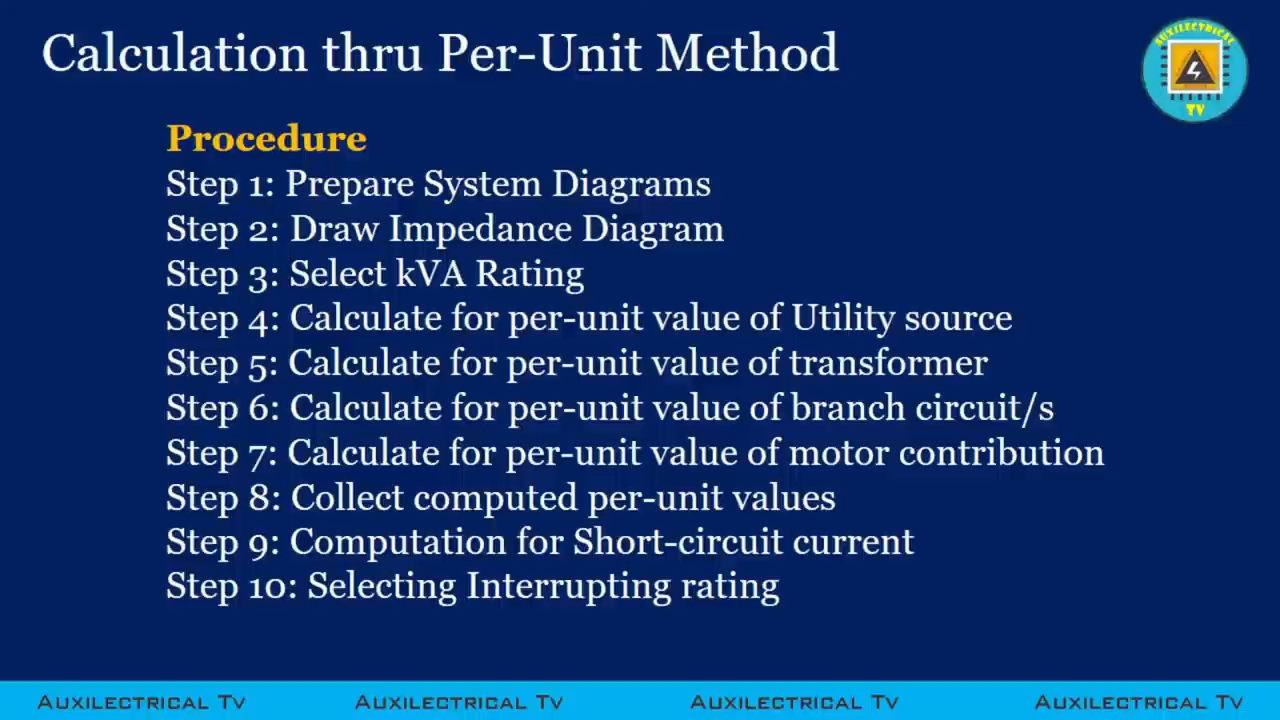 Calculation thru Per-Unit Method
AUXILECTRICAL
TV
Procedure
Step 1: Prepare System Diagrams
Step 2: Draw Impedance Diagram
Step 3: Select kVA Rating
Step 4: Calculate for per-unit value of Utility source
Step 5: Calculate for per-unit value of transformer
Step 6: Calculate for per-unit value of branch circuit/s
Step 7: Calculate for per-unit value of motor contribution
Step 8: Collect computed per-unit values
Step 9: Computation for Short-circuit current
Step 10: Selecting Interrupting rating
Auxilectrical Tv Auxilectrical Tv Auxilectrical Tv Auxilectrical Tv